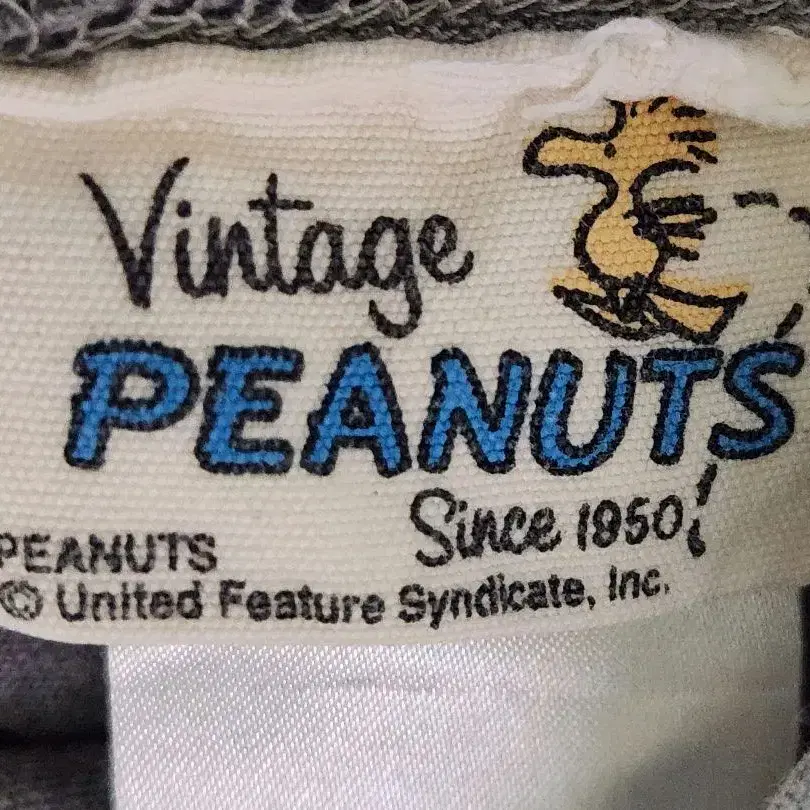 Vintage
PEANUTS
Since 1950
PEANUTS
© United Feature Syndicate, Inc.